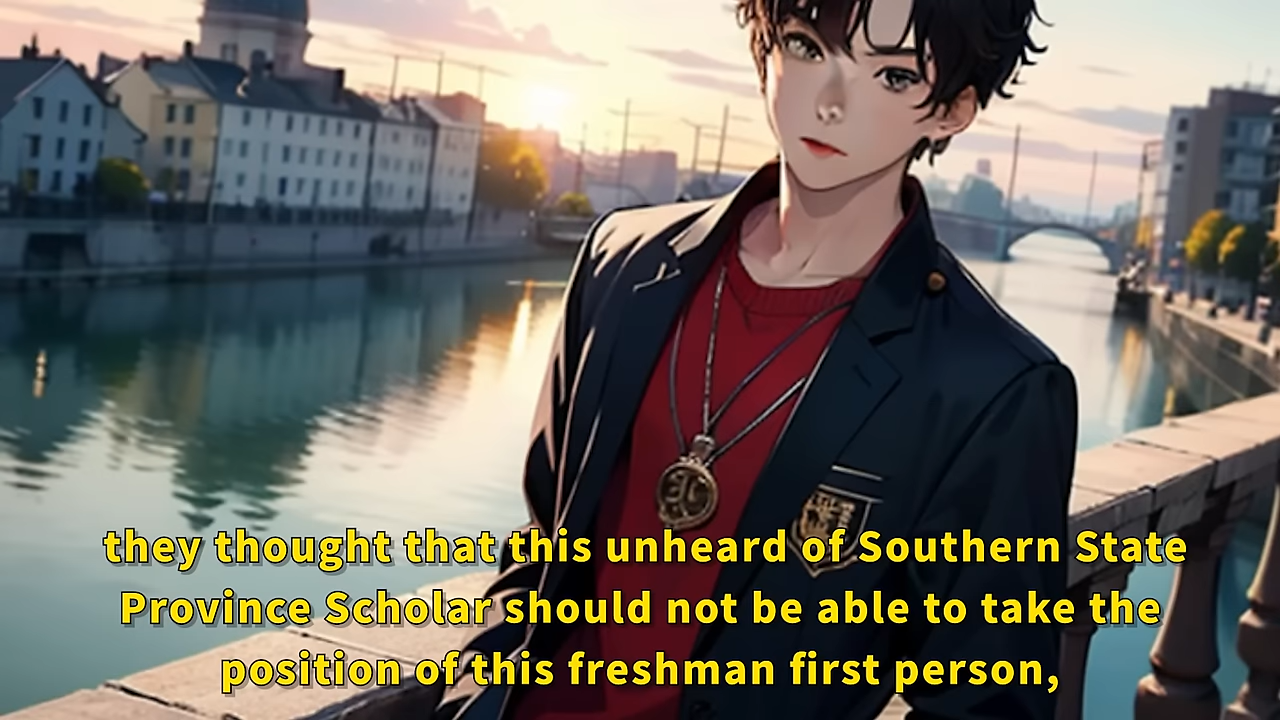 they thought that this unheard of Southern State
Province Scholar should not be able to take the
position of this freshman first person,